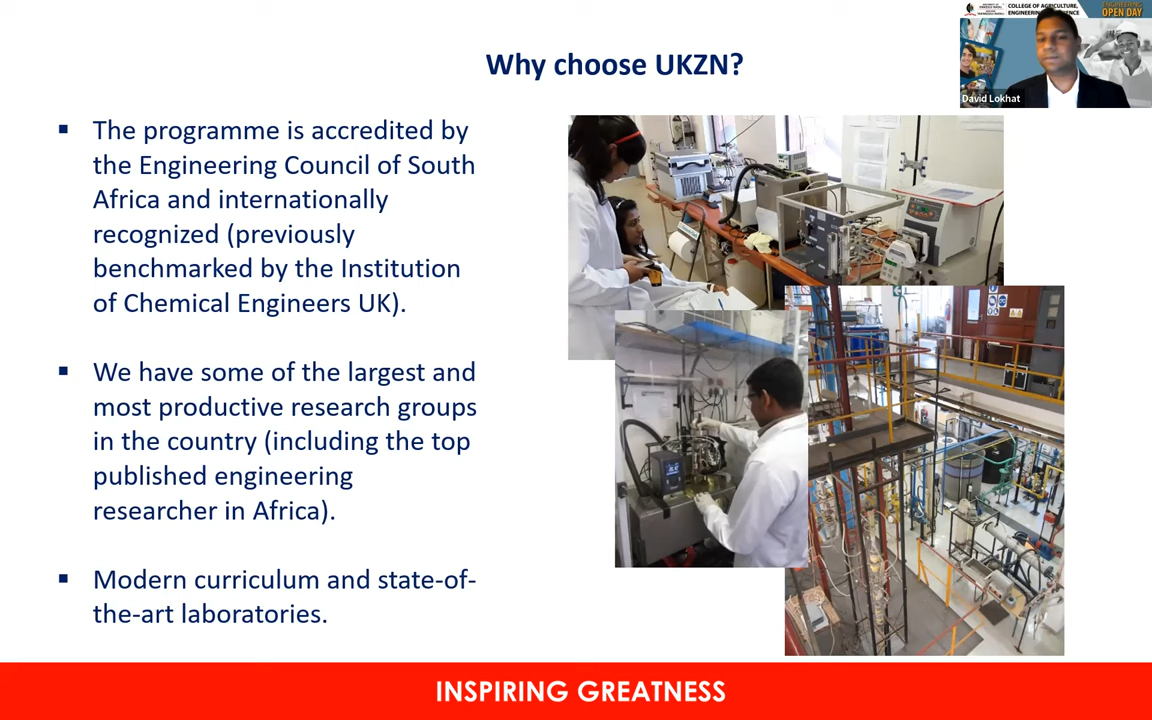 Why choose UKZN?
COLLEGE OF AGRICULTURE,
ENGINEERING
OPEN DAY
David Lokhat
▪ The programme is accredited by
the Engineering Council of South
Africa and internationally
recognized (previously
benchmarked by the Institution
of Chemical Engineers UK).
▪ We have some of the largest and
most productive research groups
in the country (including the top
published engineering
researcher in Africa).
▪ Modern curriculum and state-of-
the-art laboratories.
INSPIRING GREATNESS